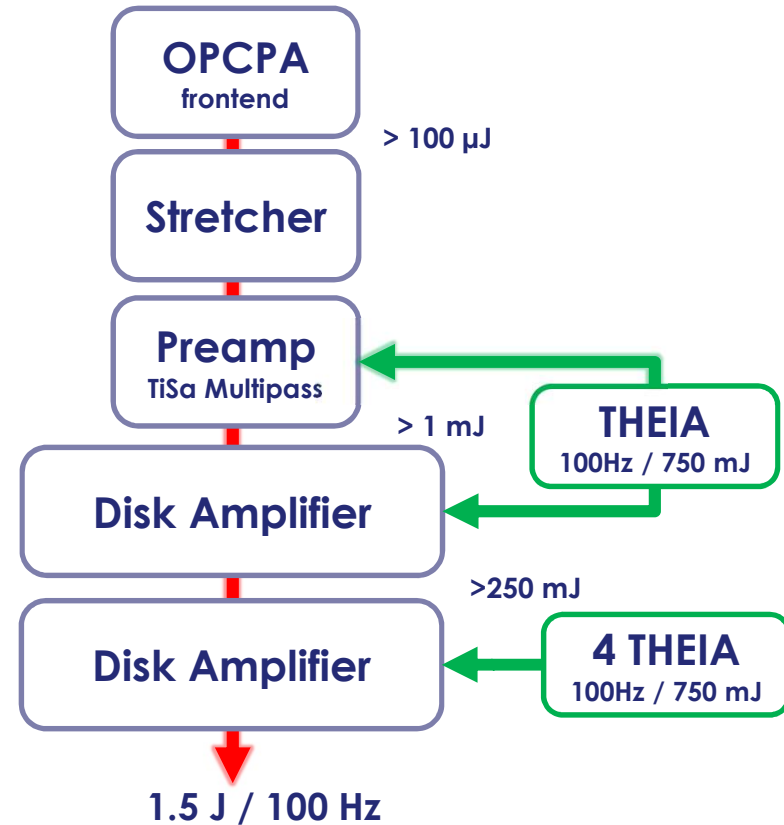 OPCPA
frontend
> 100 µJ
Stretcher
Preamp
TiSa Multipass
> 1 mJ
THEIA
100Hz / 750 mJ
Disk Amplifier
>250 mJ
Disk Amplifier
4 THEIA
100Hz / 750 mJ
1.5 J / 100 Hz